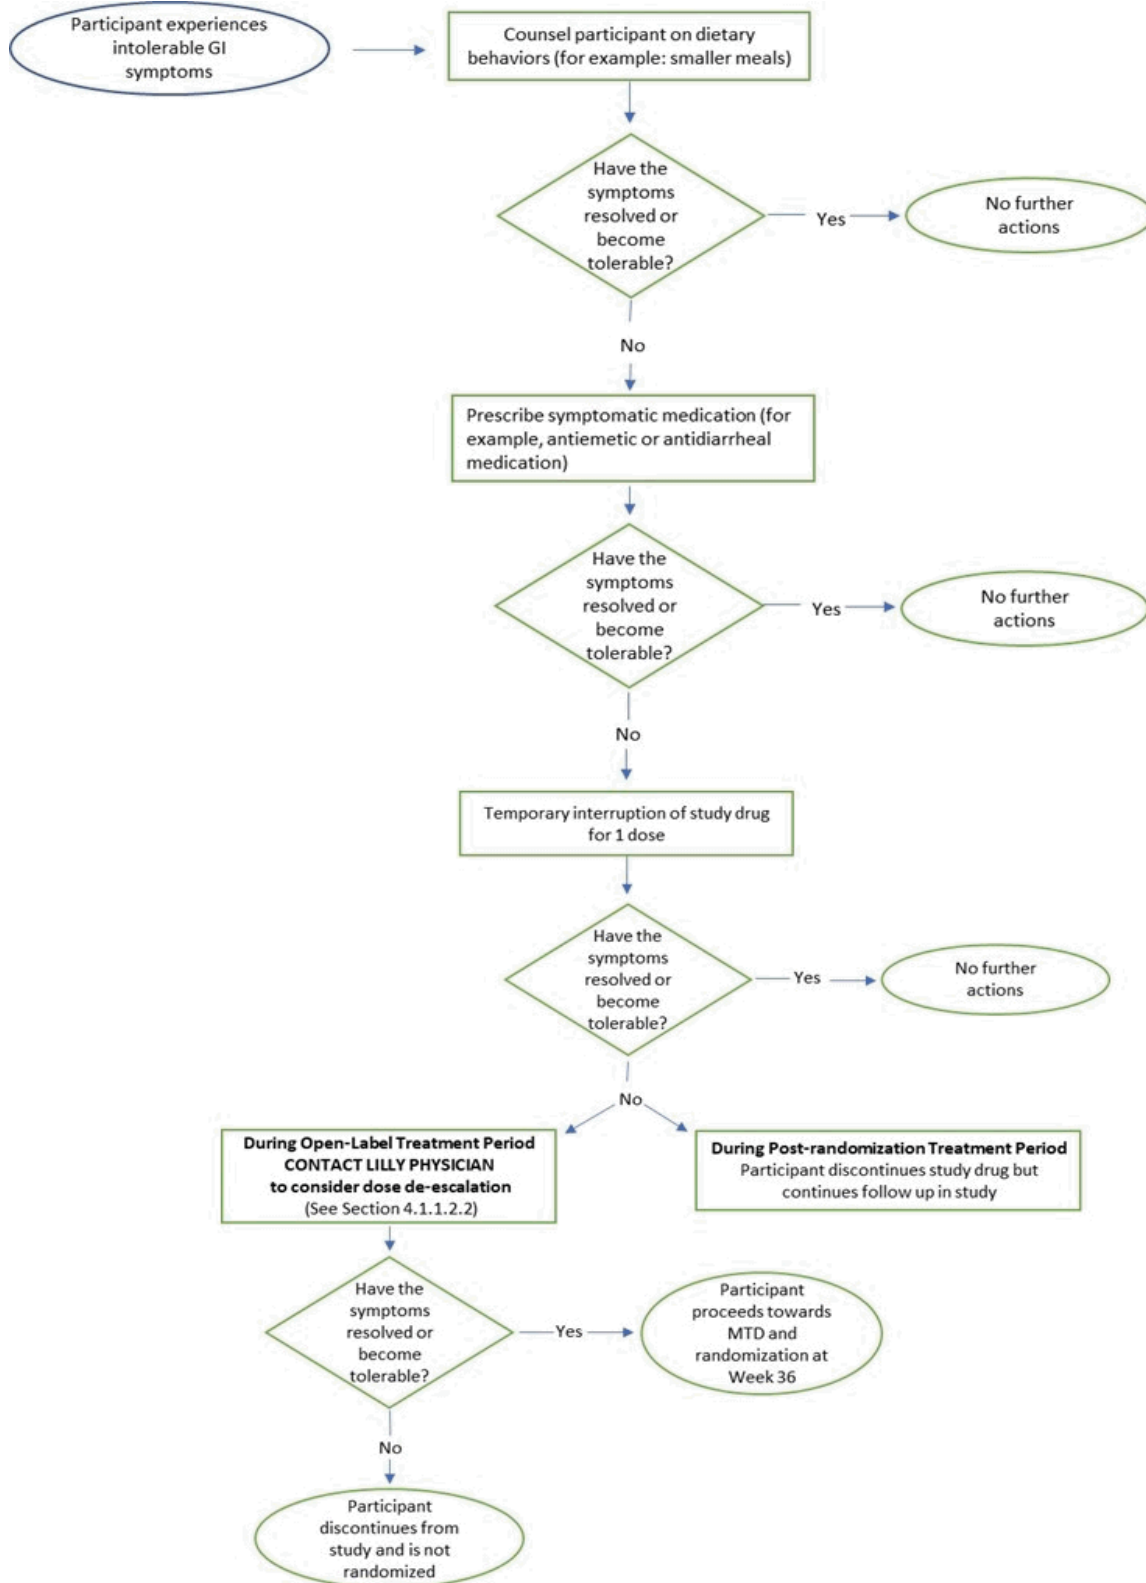 Participant experiences
intolerable GI
symptoms
Counsel participant on dietary
behaviors (for example: smaller meals)
Have the
symptoms
resolved or
become
tolerable?
Yes
No further
actions
No
Prescribe symptomatic medication (for
example, antiemetic or antidiarrheal
medication)
Have the
symptoms
resolved or
become
tolerable?
Yes
No further
actions
No
Temporary interruption of study drug
for 1 dose
Have the
symptoms
resolved or
become
tolerable?
Yes
No further
actions
No
During Open-Label Treatment Period
CONTACT LILLY PHYSICIAN
to consider dose de-escalation
(See Section 4.1.1.2.2)
During Post-randomization Treatment Period
Participant discontinues study drug but
continues follow up in study
Have the
symptoms
resolved or
become
tolerable?
Yes
Participant
proceeds towards
MTD and
randomization at
Week 36
No
Participant
discontinues from
study and is not
randomized